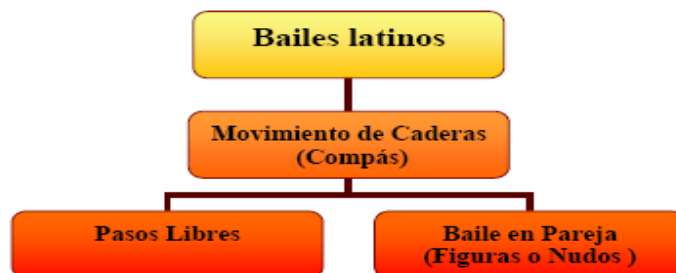 Bailes latinos
Movimiento de Caderas
(Compás)
Pasos Libres
Baile en Pareja
(Figuras o Nudos )